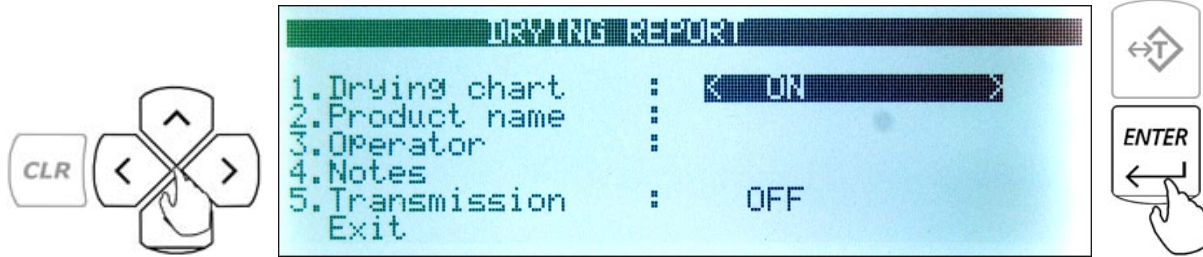 DRYING REPORT
1.Drying chart : < ON >
2.Product name :
3.Operator :
4.Notes
5.Transmission : OFF
Exit
CLR
< >
T
ENTER